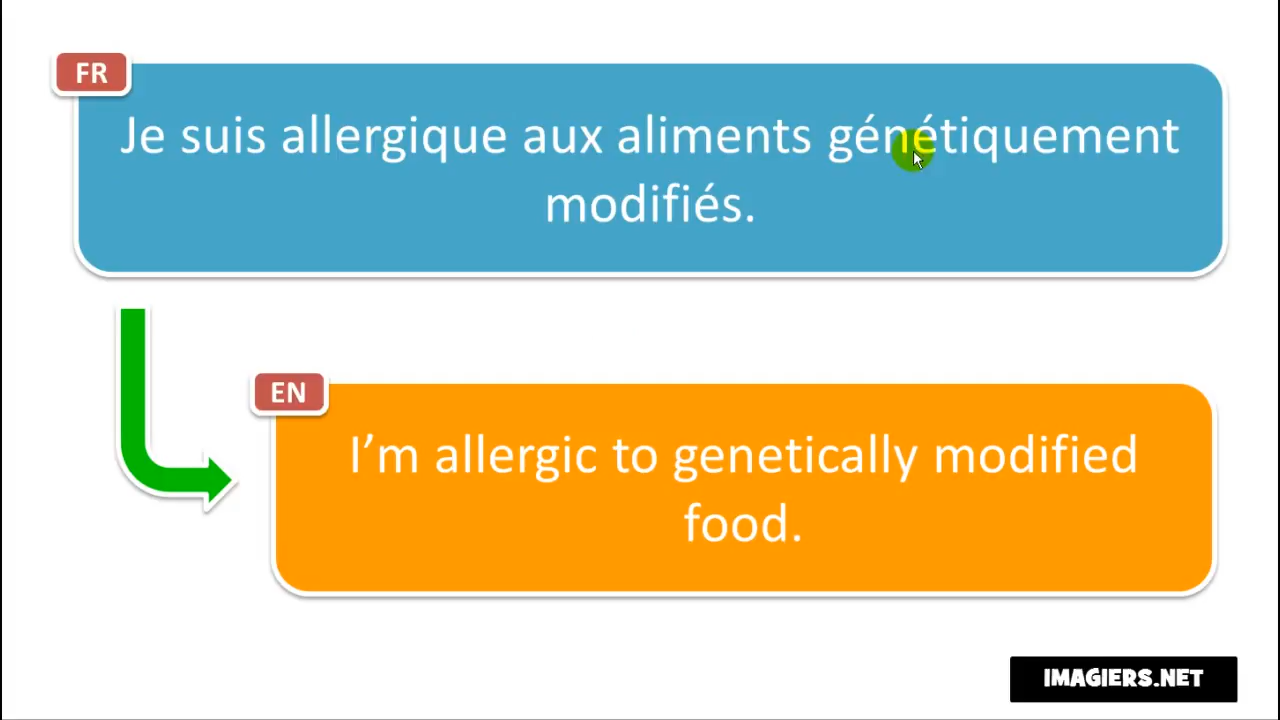 FR
Je suis allergique aux aliments génétiquement
modifiés.
EN
I’m allergic to genetically modified
food.
IMAGIERS.NET